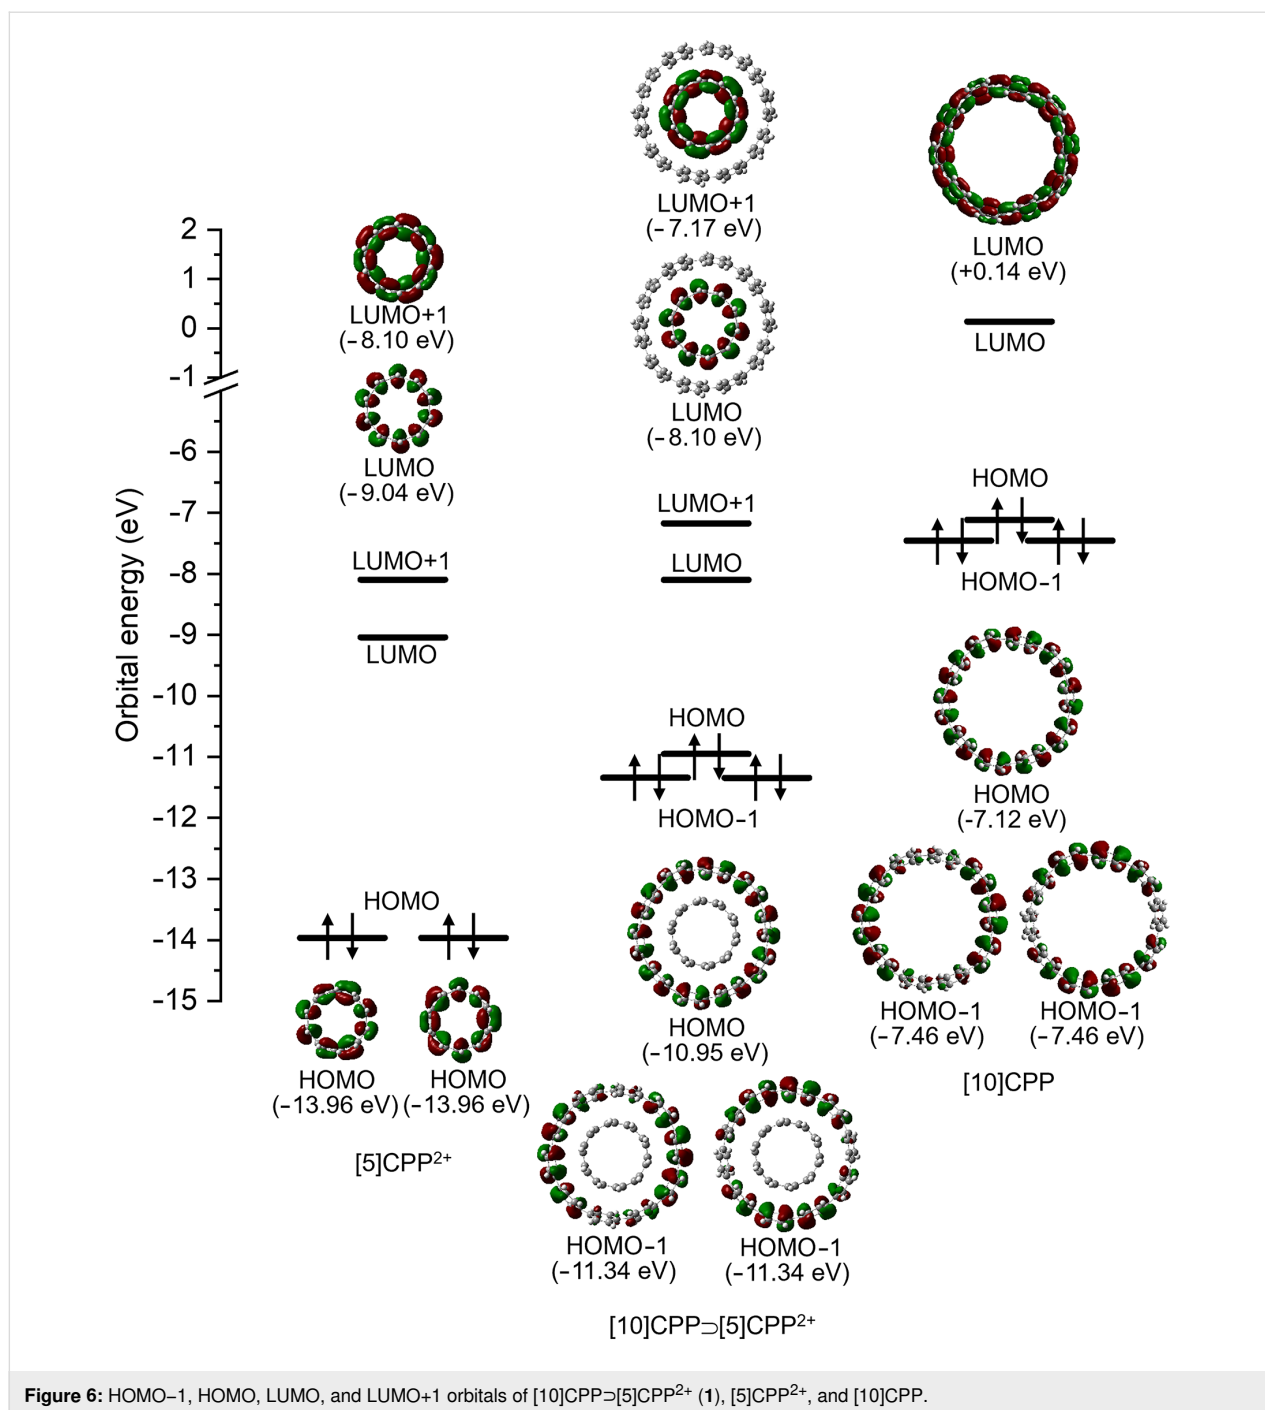 LUMO+1
(−7.17 eV)
LUMO
(+0.14 eV)
2
1
0
-1
-6
-7
-8
-9
-10
-11
-12
-13
-14
-15
Orbital energy (eV)
LUMO+1
(−8.10 eV)
LUMO
(−9.04 eV)
LUMO+1
LUMO
HOMO
HOMO
(−13.96 eV)
HOMO
(−13.96 eV)
[5]CPP²⁺
LUMO
(−8.10 eV)
LUMO+1
LUMO
HOMO
HOMO−1
HOMO
(−10.95 eV)
HOMO−1
(−11.34 eV)
HOMO−1
(−11.34 eV)
[10]CPP⊃[5]CPP²⁺
LUMO
HOMO
HOMO−1
HOMO
(-7.12 eV)
HOMO−1
(−7.46 eV)
HOMO−1
(−7.46 eV)
[10]CPP
Figure 6: HOMO−1, HOMO, LUMO, and LUMO+1 orbitals of [10]CPP⊃[5]CPP²⁺ (1), [5]CPP²⁺, and [10]CPP.